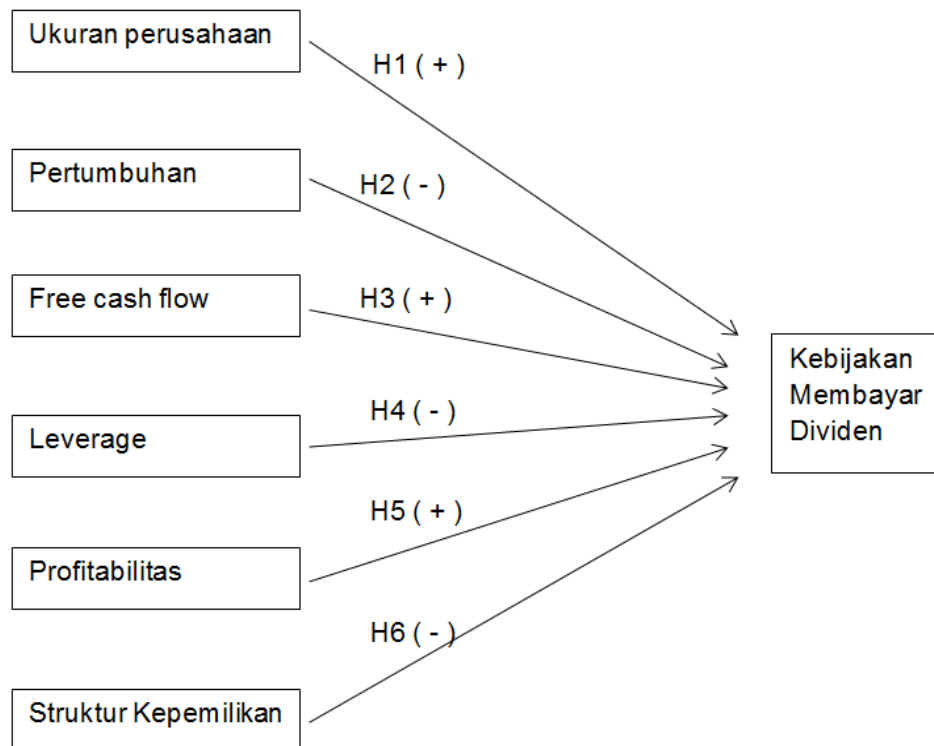 Ukuran perusahaan
H1 ( + )
Pertumbuhan
H2 ( - )
Free cash flow
H3 ( + )
Kebijakan
Membayar
Dividen
Leverage
H4 ( - )
Profitabilitas
H5 ( + )
Struktur Kepemilikan
H6 ( - )